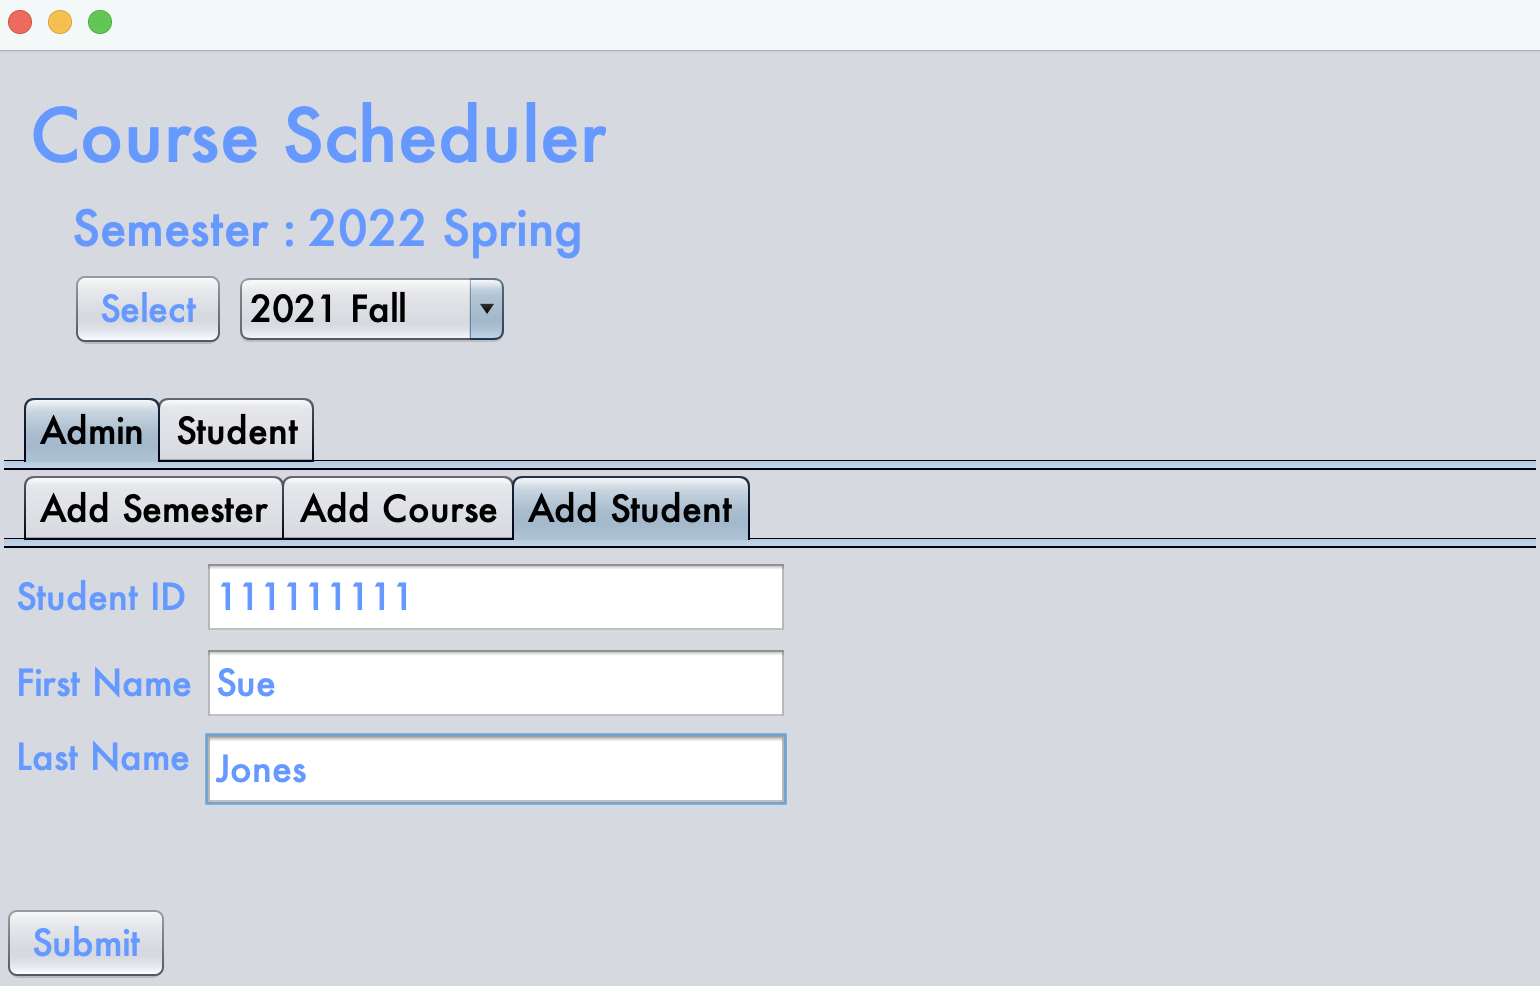 Course Scheduler
Semester : 2022 Spring
Select 2021 Fall
Admin Student
Add Semester Add Course Add Student
Student ID 111111111
First Name Sue
Last Name Jones
Submit